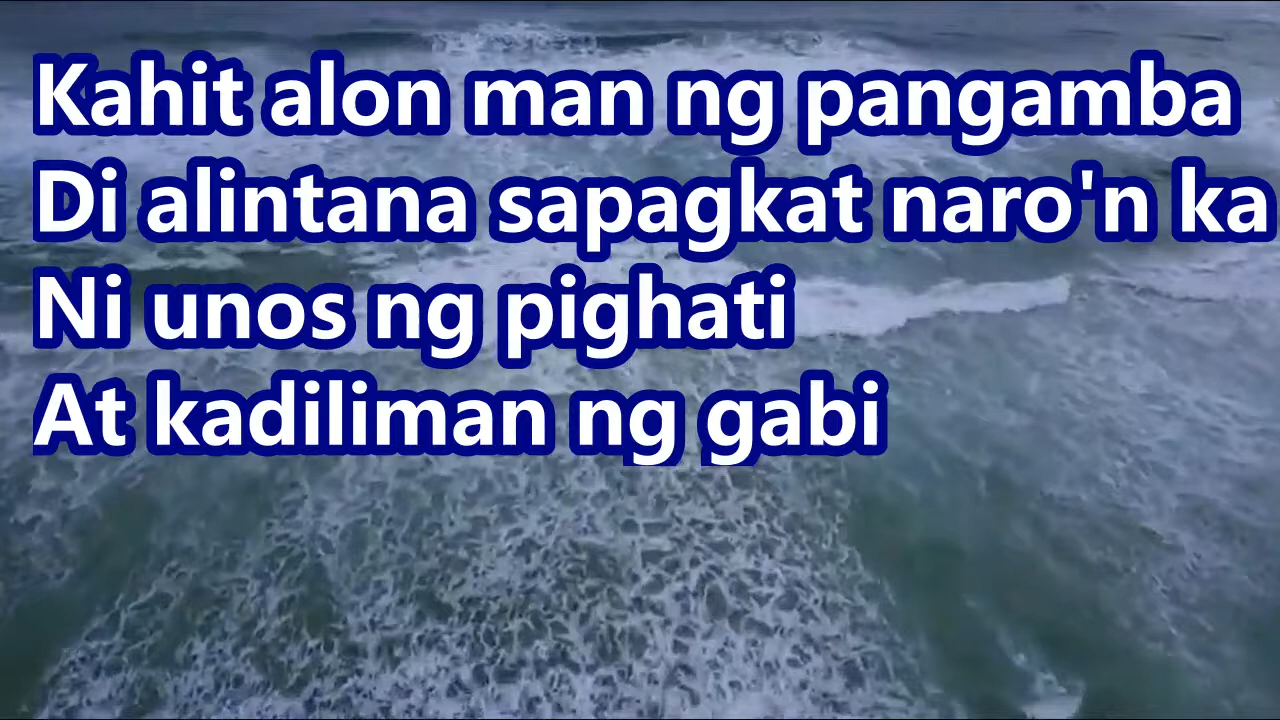 Kahit alon man ng pangamba
Di alintana sapagkat naro'n ka
Ni unos ng pighati
At kadiliman ng gabi